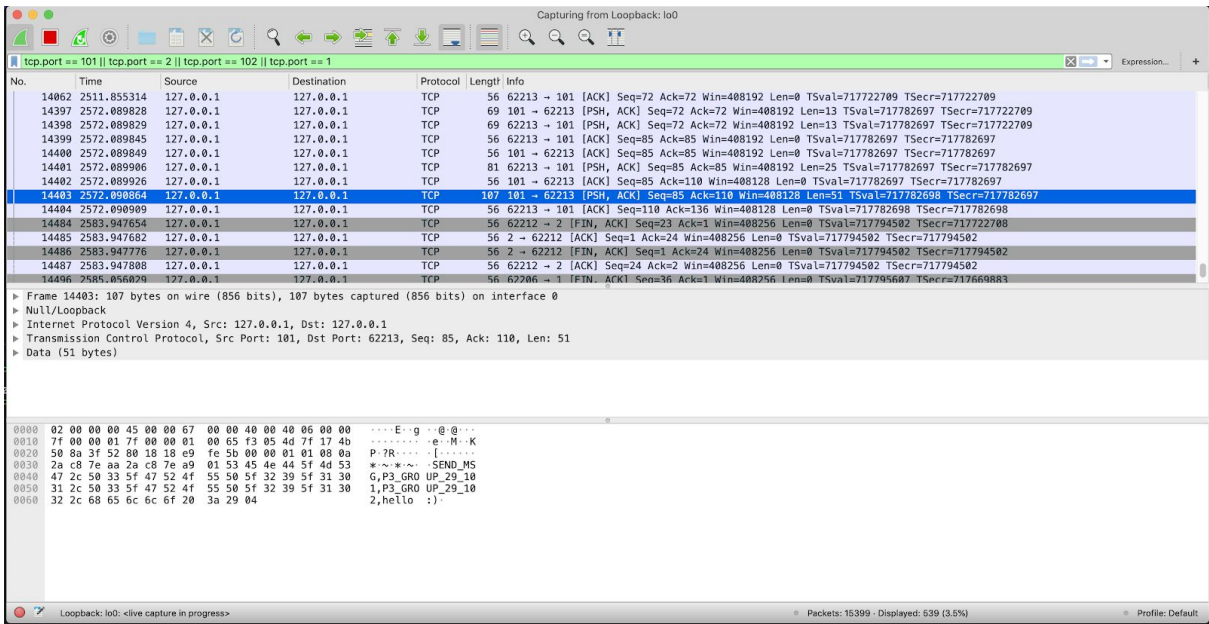 Capturing from Loopback: lo0
tcp.port == 101 || tcp.port == 2 || tcp.port == 102 || tcp.port == 1 Expression... +
No. Time Source Destination Protocol Length Info
14062 2511.855314 127.0.0.1 127.0.0.1 TCP 56 62213 → 101 [ACK] Seq=72 Ack=72 Win=408192 Len=0 TSval=717722709 TSecr=717722709
14397 2572.089828 127.0.0.1 127.0.0.1 TCP 69 101 → 62213 [PSH, ACK] Seq=72 Ack=72 Win=408192 Len=13 TSval=717782697 TSecr=717722709
14398 2572.089829 127.0.0.1 127.0.0.1 TCP 69 62213 → 101 [PSH, ACK] Seq=72 Ack=72 Win=408192 Len=13 TSval=717782697 TSecr=717722709
14399 2572.089845 127.0.0.1 127.0.0.1 TCP 56 62213 → 101 [ACK] Seq=85 Ack=85 Win=408192 Len=0 TSval=717782697 TSecr=717782697
14400 2572.089849 127.0.0.1 127.0.0.1 TCP 56 101 → 62213 [ACK] Seq=85 Ack=85 Win=408192 Len=0 TSval=717782697 TSecr=717782697
14401 2572.089906 127.0.0.1 127.0.0.1 TCP 81 62213 → 101 [PSH, ACK] Seq=85 Ack=85 Win=408192 Len=25 TSval=717782697 TSecr=717782697
14402 2572.089926 127.0.0.1 127.0.0.1 TCP 56 101 → 62213 [ACK] Seq=85 Ack=110 Win=408128 Len=0 TSval=717782697 TSecr=717782697
14403 2572.090864 127.0.0.1 127.0.0.1 TCP 107 101 → 62213 [PSH, ACK] Seq=85 Ack=110 Win=408128 Len=51 TSval=717782698 TSecr=717782697
14404 2572.090909 127.0.0.1 127.0.0.1 TCP 56 62213 → 101 [ACK] Seq=110 Ack=136 Win=408128 Len=0 TSval=717782698 TSecr=717782698
14484 2583.947654 127.0.0.1 127.0.0.1 TCP 56 62212 → 2 [FIN, ACK] Seq=23 Ack=1 Win=408256 Len=0 TSval=717794502 TSecr=717722708
14485 2583.947682 127.0.0.1 127.0.0.1 TCP 56 2 → 62212 [ACK] Seq=1 Ack=24 Win=408256 Len=0 TSval=717794502 TSecr=717794502
14486 2583.947776 127.0.0.1 127.0.0.1 TCP 56 2 → 62212 [FIN, ACK] Seq=1 Ack=24 Win=408256 Len=0 TSval=717794502 TSecr=717794502
14487 2583.947808 127.0.0.1 127.0.0.1 TCP 56 62212 → 2 [ACK] Seq=24 Ack=2 Win=408256 Len=0 TSval=717794502 TSecr=717794502
14496 2585.056029 127.0.0.1 127.0.0.1 TCP 56 62206 → 1 [FIN, ACK] Seq=36 Ack=1 Win=408256 Len=0 TSval=717795607 TSecr=717669883
Frame 14403: 107 bytes on wire (856 bits), 107 bytes captured (856 bits) on interface 0
Null/Loopback
Internet Protocol Version 4, Src: 127.0.0.1, Dst: 127.0.0.1
Transmission Control Protocol, Src Port: 101, Dst Port: 62213, Seq: 85, Ack: 110, Len: 51
Data (51 bytes)
0000 02 00 00 00 45 00 00 67 00 00 40 00 40 06 00 00 ····E··g ··@·@···
0010 7f 00 00 01 7f 00 00 01 00 65 f3 05 4d 7f 17 4b ········ ·e··M··K
0020 50 8a 3f 52 80 18 18 e9 fe 5b 00 00 01 01 08 0a P·?R···· ·[······
0030 2a c8 7e aa 2a c8 7e a9 01 53 45 4e 44 5f 4d 53 *·~·*·~· ·SEND_MS
0040 47 2c 50 33 5f 47 52 4f 55 50 5f 32 39 5f 31 30 G,P3_GRO UP_29_10
0050 31 2c 50 33 5f 47 52 4f 55 50 5f 32 39 5f 31 30 1,P3_GRO UP_29_10
0060 32 2c 68 65 6c 6c 6f 20 3a 29 04 2,hello :)·
Loopback: lo0: <live capture in progress> Packets: 15399 · Displayed: 539 (3.5%) Profile: Default